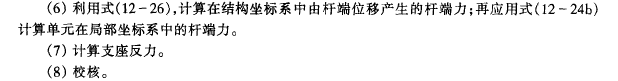 (6) 利用式(12-26),计算在结构坐标系中由杆端位移产生的杆端力;再应用式(12-24b)
计算单元在局部坐标系中的杆端力。
(7) 计算支座反力。
(8) 校核。